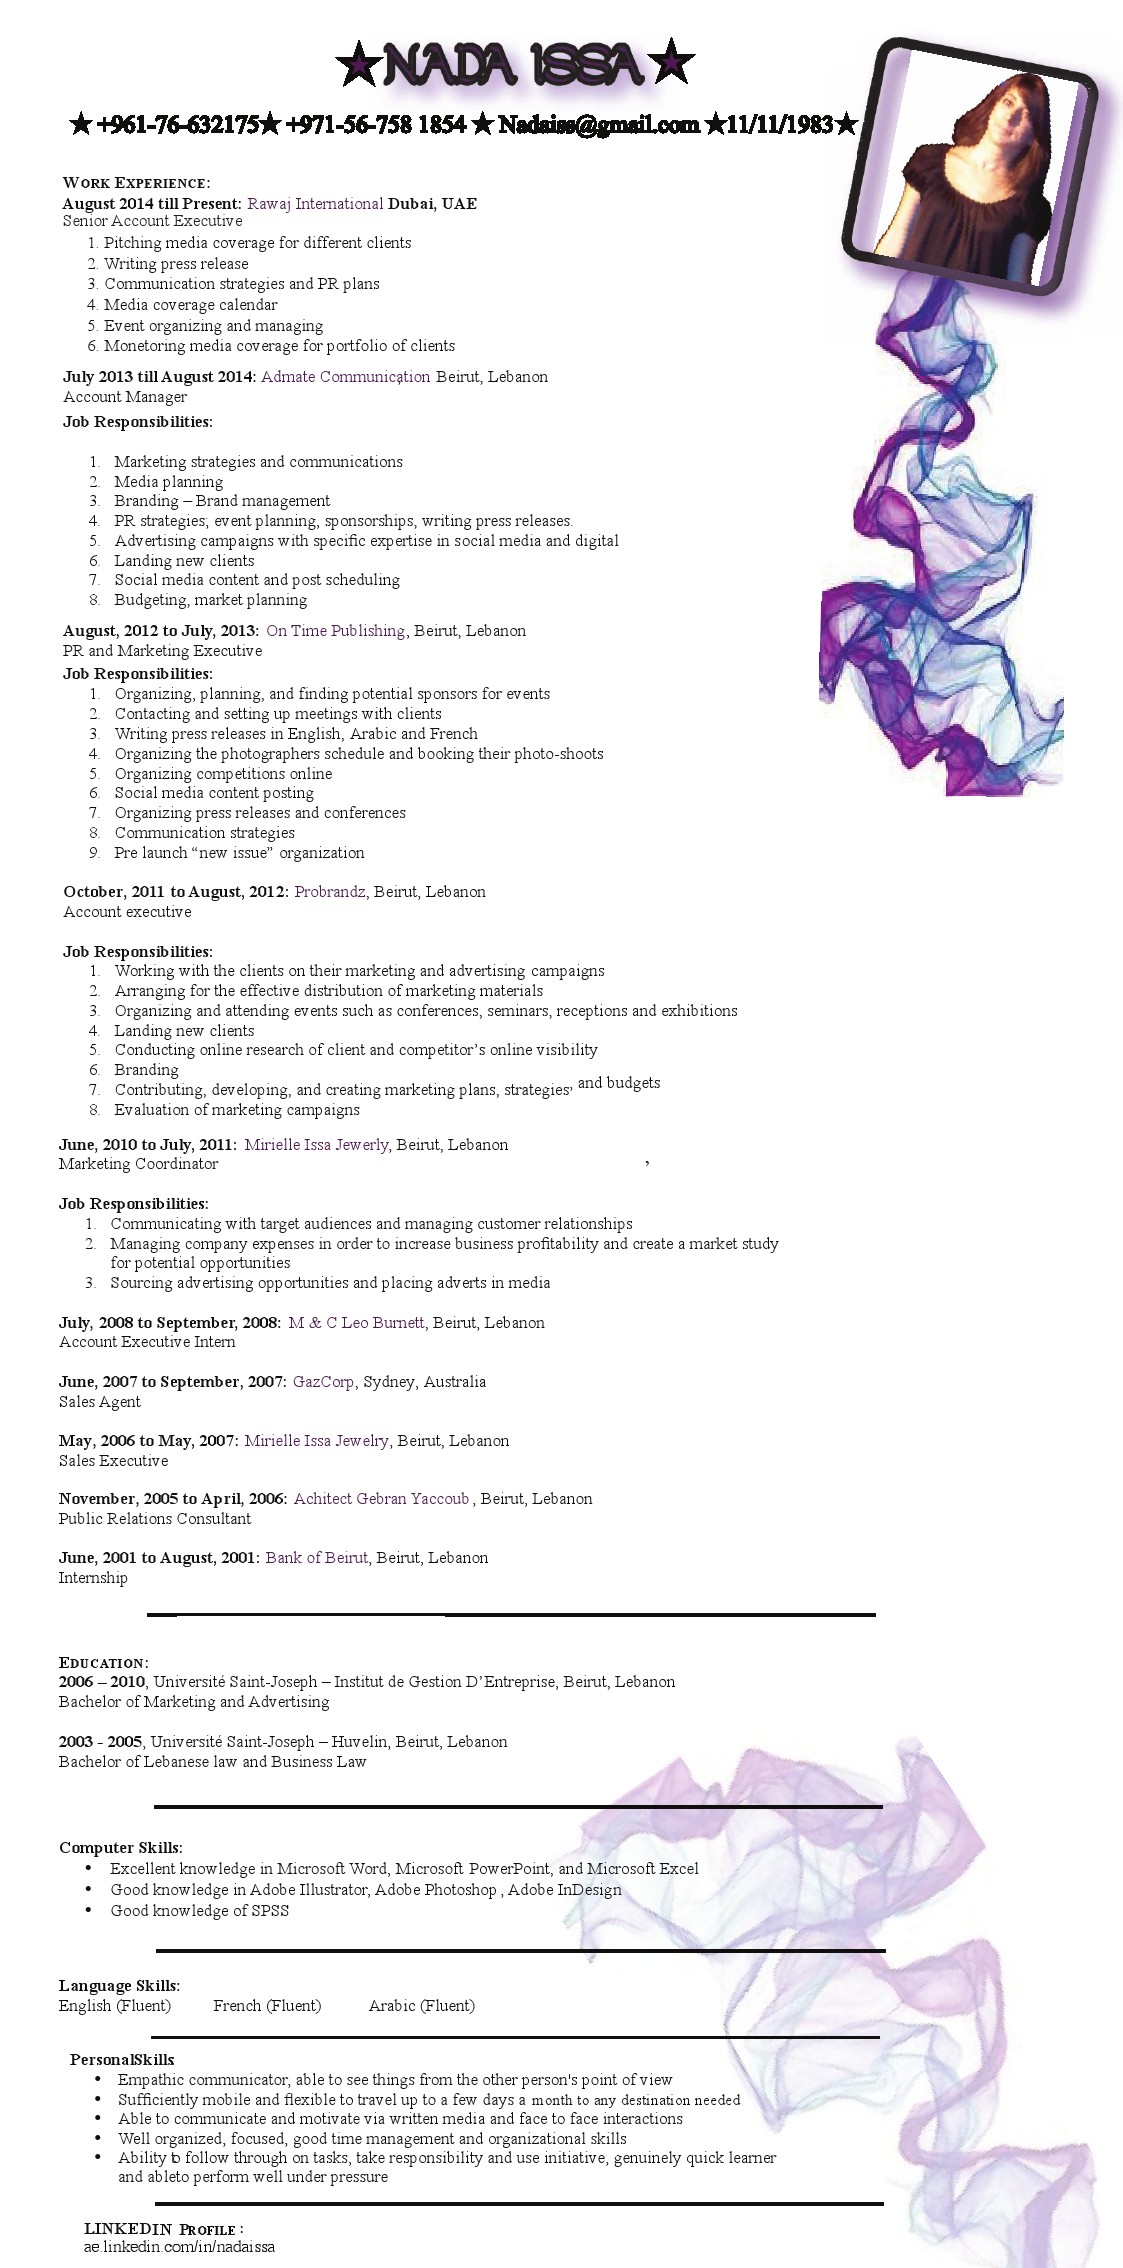 ★NADA ISSA★
★ +961-76-632175★ +971-56-758 1854 ★ Nadaiss@gmail.com ★11/11/1983★
WORK EXPERIENCE:
August 2014 till Present: Rawaj International Dubai, UAE
Senior Account Executive
1. Pitching media coverage for different clients
2. Writing press release
3. Communication strategies and PR plans
4. Media coverage calendar
5. Event organizing and managing
6. Monetoring media coverage for portfolio of clients
July 2013 till August 2014: Admate Communication, Beirut, Lebanon
Account Manager
Job Responsibilities:
1. Marketing strategies and communications
2. Media planning
3. Branding – Brand management
4. PR strategies; event planning, sponsorships, writing press releases.
5. Advertising campaigns with specific expertise in social media and digital
6. Landing new clients
7. Social media content and post scheduling
8. Budgeting, market planning
August, 2012 to July, 2013: On Time Publishing, Beirut, Lebanon
PR and Marketing Executive
Job Responsibilities:
1. Organizing, planning, and finding potential sponsors for events
2. Contacting and setting up meetings with clients
3. Writing press releases in English, Arabic and French
4. Organizing the photographers schedule and booking their photo-shoots
5. Organizing competitions online
6. Social media content posting
7. Organizing press releases and conferences
8. Communication strategies
9. Pre launch “new issue” organization
October, 2011 to August, 2012: Probrandz, Beirut, Lebanon
Account executive
Job Responsibilities:
1. Working with the clients on their marketing and advertising campaigns
2. Arranging for the effective distribution of marketing materials
3. Organizing and attending events such as conferences, seminars, receptions and exhibitions
4. Landing new clients
5. Conducting online research of client and competitor’s online visibility
6. Branding
7. Contributing, developing, and creating marketing plans, strategies, and budgets
8. Evaluation of marketing campaigns
June, 2010 to July, 2011: Mirielle Issa Jewerly, Beirut, Lebanon
Marketing Coordinator ,
Job Responsibilities:
1. Communicating with target audiences and managing customer relationships
2. Managing company expenses in order to increase business profitability and create a market study
for potential opportunities
3. Sourcing advertising opportunities and placing adverts in media
July, 2008 to September, 2008: M & C Leo Burnett, Beirut, Lebanon
Account Executive Intern
June, 2007 to September, 2007: GazCorp, Sydney, Australia
Sales Agent
May, 2006 to May, 2007: Mirielle Issa Jewelry, Beirut, Lebanon
Sales Executive
November, 2005 to April, 2006: Achitect Gebran Yaccoub , Beirut, Lebanon
Public Relations Consultant
June, 2001 to August, 2001: Bank of Beirut, Beirut, Lebanon
Internship
EDUCATION:
2006 – 2010, Université Saint-Joseph – Institut de Gestion D’Entreprise, Beirut, Lebanon
Bachelor of Marketing and Advertising
2003 - 2005, Université Saint-Joseph – Huvelin, Beirut, Lebanon
Bachelor of Lebanese law and Business Law
Computer Skills:
• Excellent knowledge in Microsoft Word, Microsoft PowerPoint, and Microsoft Excel
• Good knowledge in Adobe Illustrator, Adobe Photoshop , Adobe InDesign
• Good knowledge of SPSS
Language Skills:
English (Fluent) French (Fluent) Arabic (Fluent)
PersonalSkills:
• Empathic communicator, able to see things from the other person's point of view
• Sufficiently mobile and flexible to travel up to a few days a month to any destination needed
• Able to communicate and motivate via written media and face to face interactions
• Well organized, focused, good time management and organizational skills
• Ability to follow through on tasks, take responsibility and use initiative, genuinely quick learner
and ableto perform well under pressure
LINKEDIN PROFILE :
ae.linkedin.com/in/nadaissa